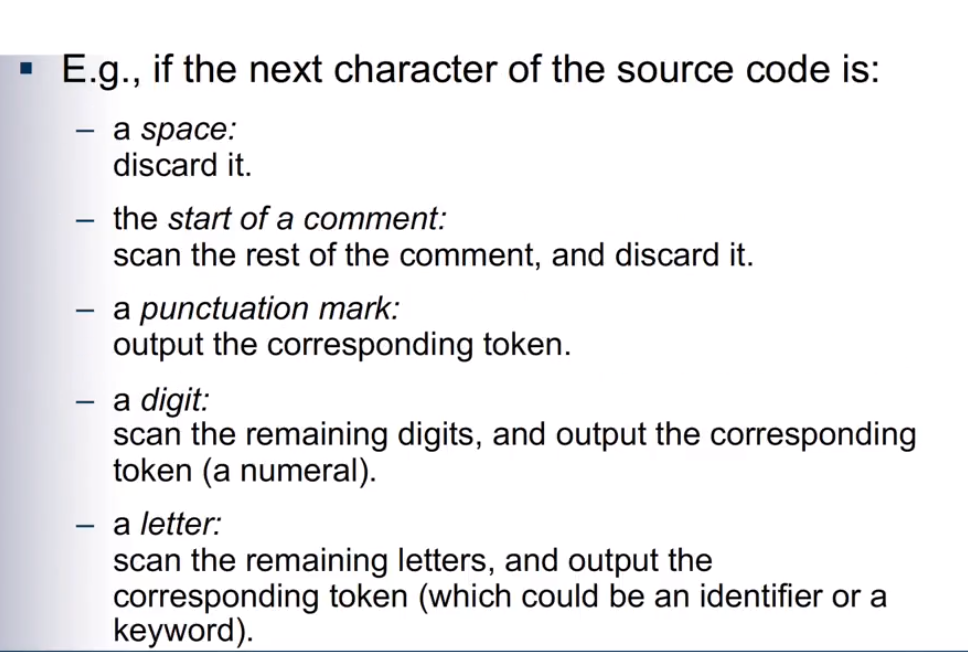 ▪ E.g., if the next character of the source code is:
– a space:
discard it.
– the start of a comment:
scan the rest of the comment, and discard it.
– a punctuation mark:
output the corresponding token.
– a digit:
scan the remaining digits, and output the corresponding
token (a numeral).
– a letter:
scan the remaining letters, and output the
corresponding token (which could be an identifier or a
keyword).